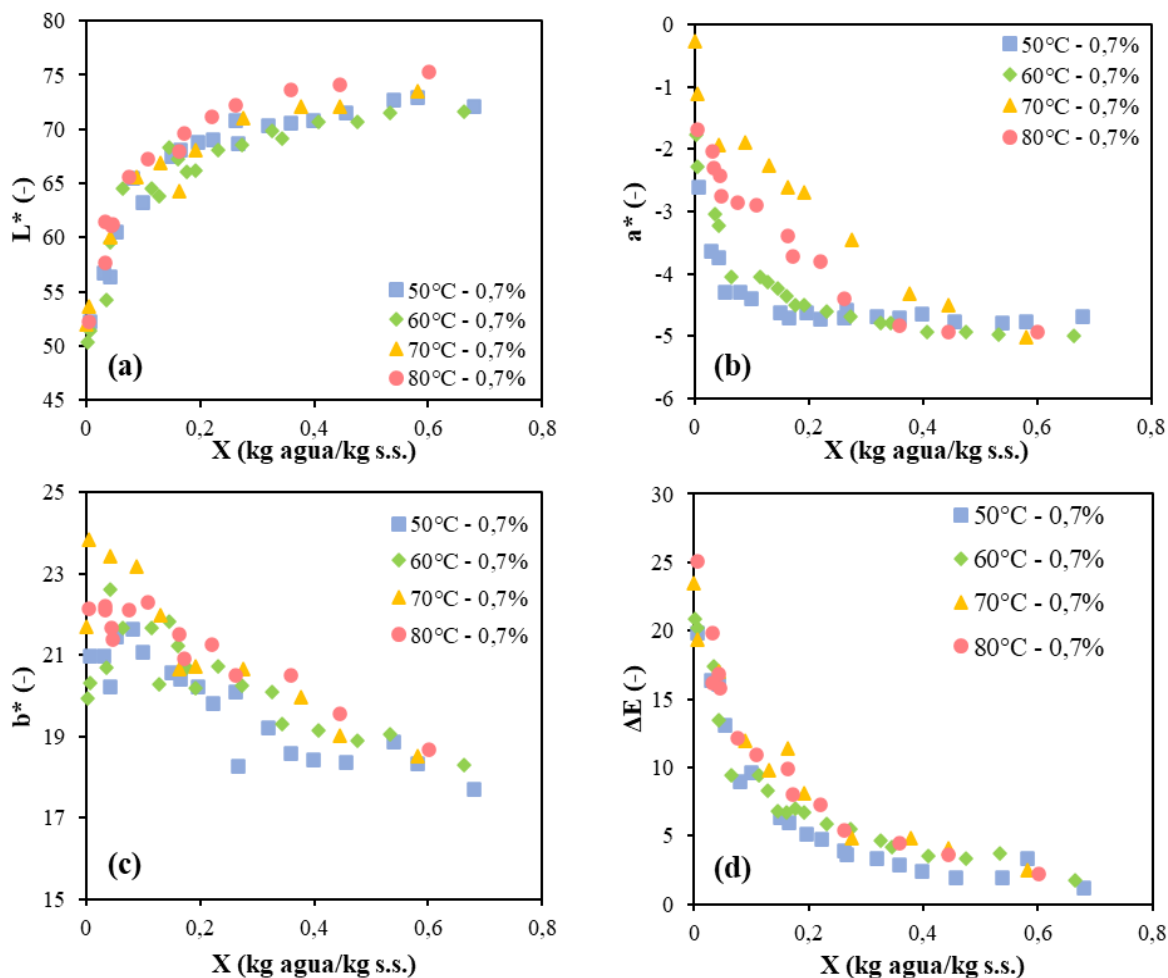 80
75
70
65
60
55
50
45
L* (-)
50°C - 0,7%
60°C - 0,7%
70°C - 0,7%
80°C - 0,7%
(a)
0 0,2 0,4 0,6 0,8
X (kg agua/kg s.s.)
0
-1
-2
-3
-4
-5
-6
a* (-)
50°C - 0,7%
60°C - 0,7%
70°C - 0,7%
80°C - 0,7%
(b)
0 0,2 0,4 0,6 0,8
X (kg agua/kg s.s.)
25
23
21
19
17
15
b* (-)
50°C - 0,7%
60°C - 0,7%
70°C - 0,7%
80°C - 0,7%
(c)
0 0,2 0,4 0,6 0,8
X (kg agua/kg s.s.)
30
25
20
15
10
5
0
ΔE (-)
50°C - 0,7%
60°C - 0,7%
70°C - 0,7%
80°C - 0,7%
(d)
0 0,2 0,4 0,6 0,8
X (kg agua/kg s.s.)